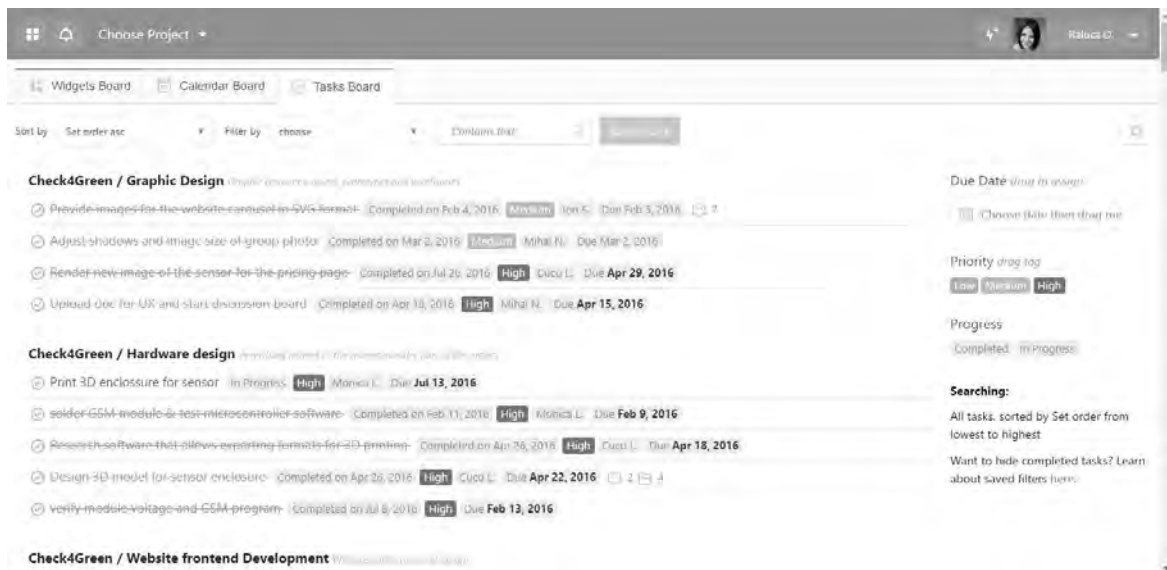 Choose Project
Raluca D.
Widgets Board Calendar Board Tasks Board
Sort by Set order asc Filter by choose Contains text
Check4Green / Graphic Design
Provide images for the website carousel in SVG format Completed on Feb 4, 2016 Medium Ion S. Due Feb 5, 2016 2
Adjust shadows and image size of group photo Completed on Mar 2, 2016 Medium Mihai N. Due Mar 2, 2016
Render new image of the sensor for the pricing page Completed on Jul 26, 2016 High Cucu L. Due Apr 29, 2016
Upload doc for UX and start discussion board Completed on Apr 18, 2016 High Mihai N. Due Apr 15, 2016
Check4Green / Hardware design
Print 3D enclossure for sensor In Progress High Monica L. Due Jul 13, 2016
solder GSM module & test microcontroller software Completed on Feb 11, 2016 High Monica L. Due Feb 9, 2016
Research software that allows exporting formats for 3D printing Completed on Apr 26, 2016 High Cucu L. Due Apr 18, 2016
Design 3D model for sensor enclosure Completed on Apr 26, 2016 High Cucu L. Due Apr 22, 2016 2 4
verify module voltage and GSM program Completed on Jul 8, 2016 High Due Feb 13, 2016
Check4Green / Website frontend Development
Due Date drag to assign
Choose date then drag me
Priority drag tag
Low Medium High
Progress
Completed In Progress
Searching:
All tasks, sorted by Set order from
lowest to highest
Want to hide completed tasks? Learn
about saved filters here.